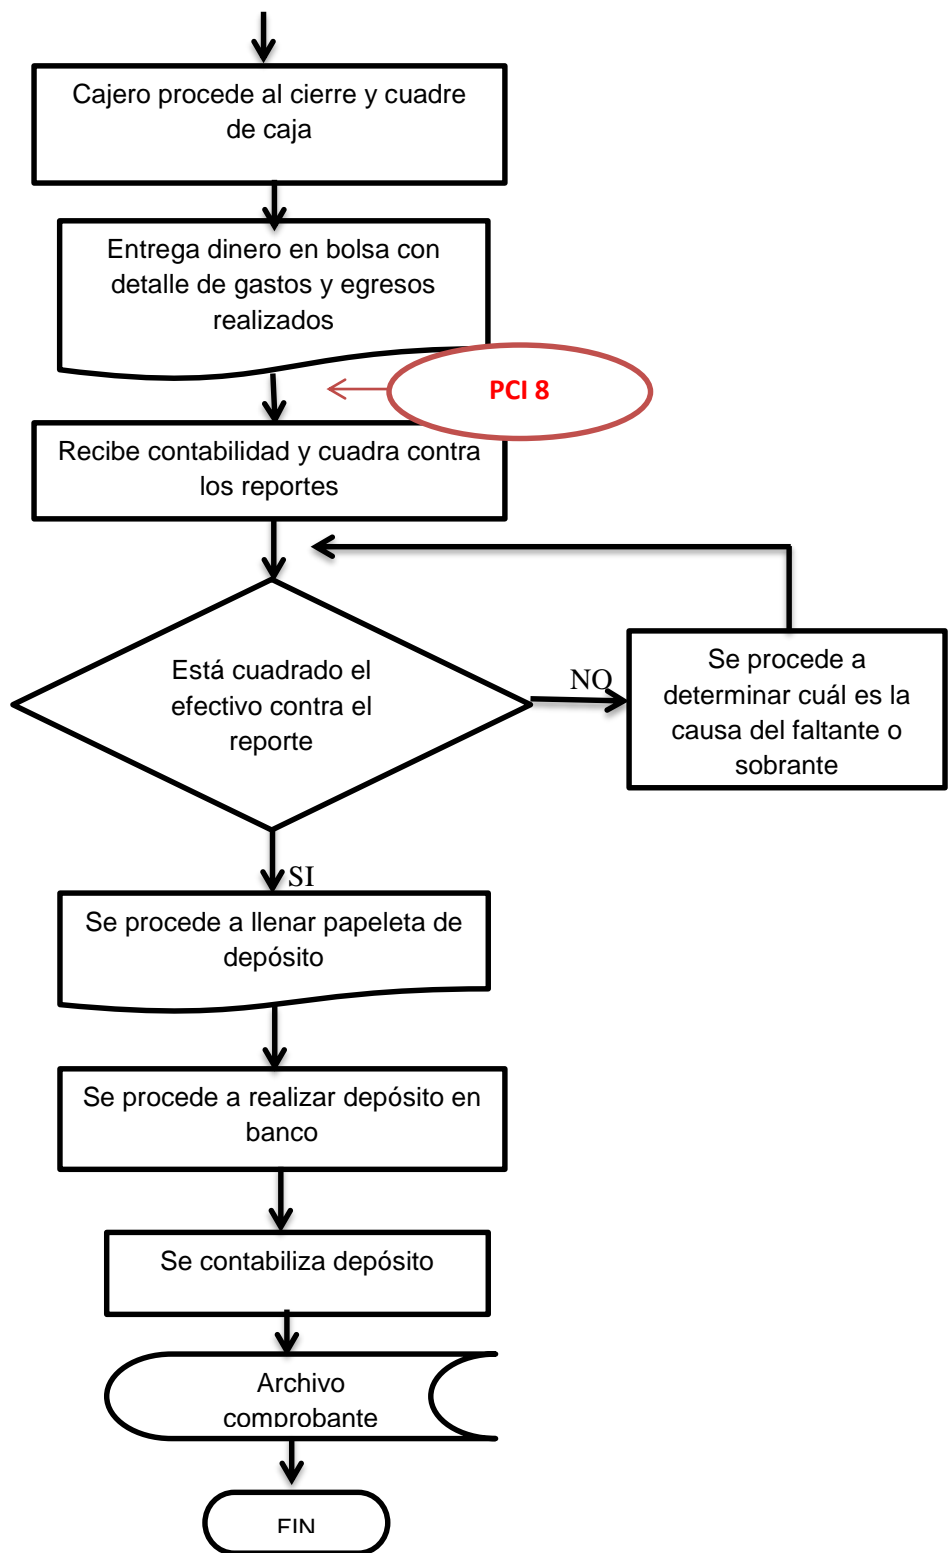 Cajero procede al cierre y cuadre
de caja
Entrega dinero en bolsa con
detalle de gastos y egresos
realizados
PCI 8
Recibe contabilidad y cuadra contra
los reportes
Está cuadrado el
efectivo contra el
reporte
NO
Se procede a
determinar cuál es la
causa del faltante o
sobrante
SI
Se procede a llenar papeleta de
depósito
Se procede a realizar depósito en
banco
Se contabiliza depósito
Archivo
comprobante
FIN